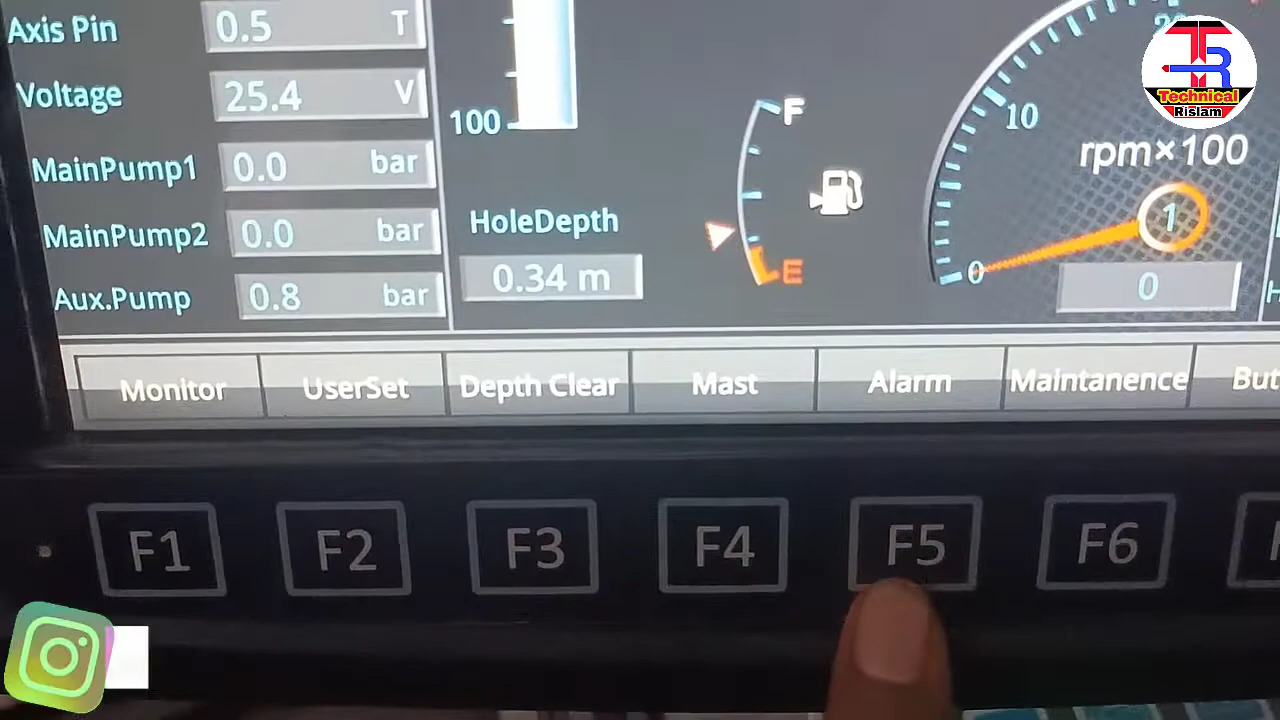 Axis Pin 0.5 T
Voltage 25.4 V
MainPump1 0.0 bar
MainPump2 0.0 bar
Aux.Pump 0.8 bar
100
HoleDepth
0.34 m
F
E
10
rpm×100
1
0
0
TR
Technical
Rislam
Monitor UserSet Depth Clear Mast Alarm Maintanence But
F1 F2 F3 F4 F5 F6